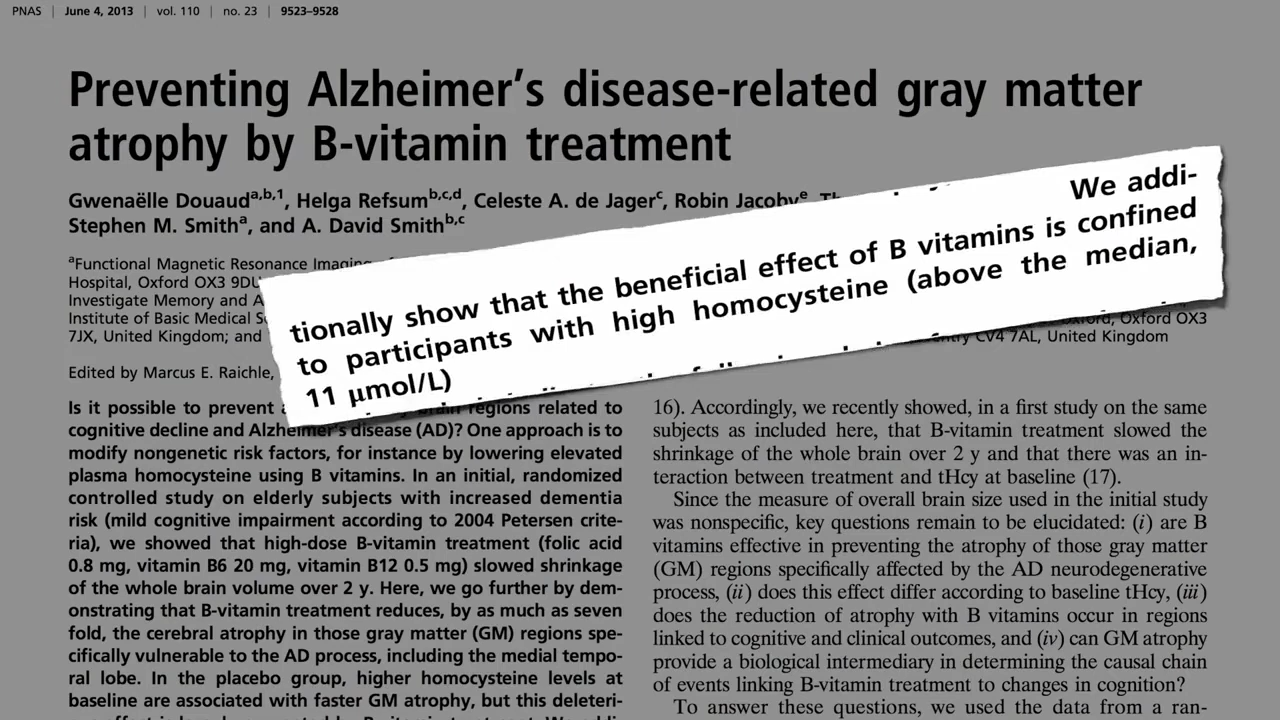 PNAS | June 4, 2013 | vol. 110 | no. 23 | 9523–9528
Preventing Alzheimer's disease-related gray matter
atrophy by B-vitamin treatment
Gwenaëlle Douaud^a,b,1, Helga Refsum^b,c,d, Celeste A. de Jager^c, Robin Jacoby^e,
Stephen M. Smith^a, and A. David Smith^b,c
^aFunctional Magnetic Resonance Imaging
Hospital, Oxford OX3 9DU
Investigate Memory and A
Institute of Basic Medical
Oxford, Oxford OX3
7JX, United Kingdom; and
CV4 7AL, United Kingdom
Edited by Marcus E. Raichle,
We addi-
tionally show that the beneficial effect of B vitamins is confined
to participants with high homocysteine (above the median,
11 µmol/L)
Is it possible to prevent brain regions related to
cognitive decline and Alzheimer's disease (AD)? One approach is to
modify nongenetic risk factors, for instance by lowering elevated
plasma homocysteine using B vitamins. In an initial, randomized
controlled study on elderly subjects with increased dementia
risk (mild cognitive impairment according to 2004 Petersen crite-
ria), we showed that high-dose B-vitamin treatment (folic acid
0.8 mg, vitamin B6 20 mg, vitamin B12 0.5 mg) slowed shrinkage
of the whole brain volume over 2 y. Here, we go further by dem-
onstrating that B-vitamin treatment reduces, by as much as seven
fold, the cerebral atrophy in those gray matter (GM) regions spe-
cifically vulnerable to the AD process, including the medial tempo-
ral lobe. In the placebo group, higher homocysteine levels at
baseline are associated with faster GM atrophy, but this deleteri-
16). Accordingly, we recently showed, in a first study on the same
subjects as included here, that B-vitamin treatment slowed the
shrinkage of the whole brain over 2 y and that there was an in-
teraction between treatment and tHcy at baseline (17).
Since the measure of overall brain size used in the initial study
was nonspecific, key questions remain to be elucidated: (i) are B
vitamins effective in preventing the atrophy of those gray matter
(GM) regions specifically affected by the AD neurodegenerative
process, (ii) does this effect differ according to baseline tHcy, (iii)
does the reduction of atrophy with B vitamins occur in regions
linked to cognitive and clinical outcomes, and (iv) can GM atrophy
provide a biological intermediary in determining the causal chain
of events linking B-vitamin treatment to changes in cognition?
To answer these questions, we used the data from a ran-